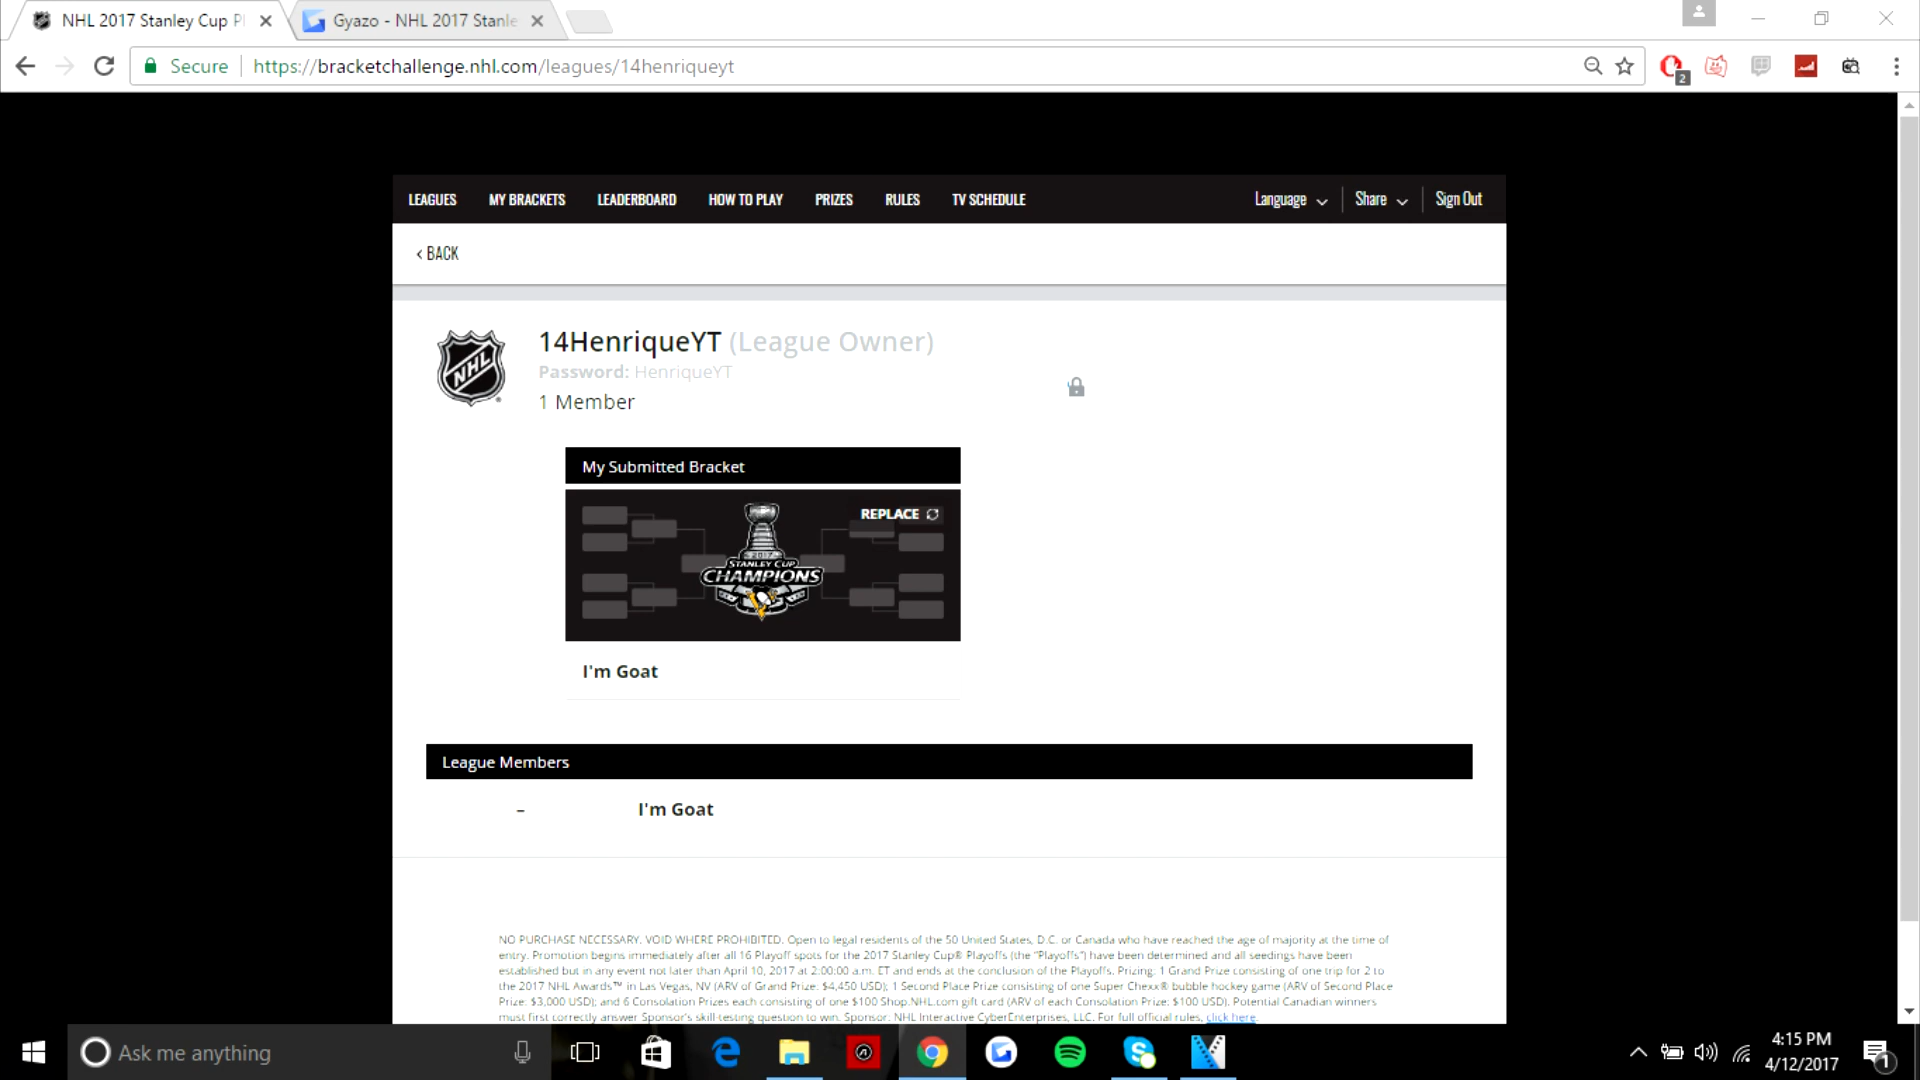 NHL 2017 Stanley Cup P
Gyazo - NHL 2017 Stanle
Secure https://bracketchallenge.nhl.com/leagues/14henriqueyt
2
LEAGUES MY BRACKETS LEADERBOARD HOW TO PLAY PRIZES RULES TV SCHEDULE Language Share Sign Out
< BACK
NHL
14HenriqueYT (League Owner)
Password: HenriqueYT
1 Member
My Submitted Bracket
REPLACE
2017
STANLEY CUP
CHAMPIONS
I'm Goat
League Members
– I'm Goat
NO PURCHASE NECESSARY. VOID WHERE PROHIBITED. Open to legal residents of the 50 United States, D.C. or Canada who have reached the age of majority at the time of
entry. Promotion begins immediately after all 16 Playoff spots for the 2017 Stanley Cup® Playoffs (the "Playoffs") have been determined and all seedings have been
established but in any event not later than April 10, 2017 at 2:00:00 a.m. ET and ends at the conclusion of the Playoffs. Prizing: 1 Grand Prize consisting of one trip for 2 to
the 2017 NHL Awards™ in Las Vegas, NV (ARV of Grand Prize: $4,450 USD); 1 Second Place Prize consisting of one Super Chexx® bubble hockey game (ARV of Second Place
Prize: $3,000 USD); and 6 Consolation Prizes each consisting of one $100 Shop.NHL.com gift card (ARV of each Consolation Prize: $100 USD). Potential Canadian winners
must first correctly answer Sponsor's skill-testing question to win. Sponsor: NHL Interactive CyberEnterprises, LLC. For full official rules, click here.
Ask me anything
4:15 PM
4/12/2017
1